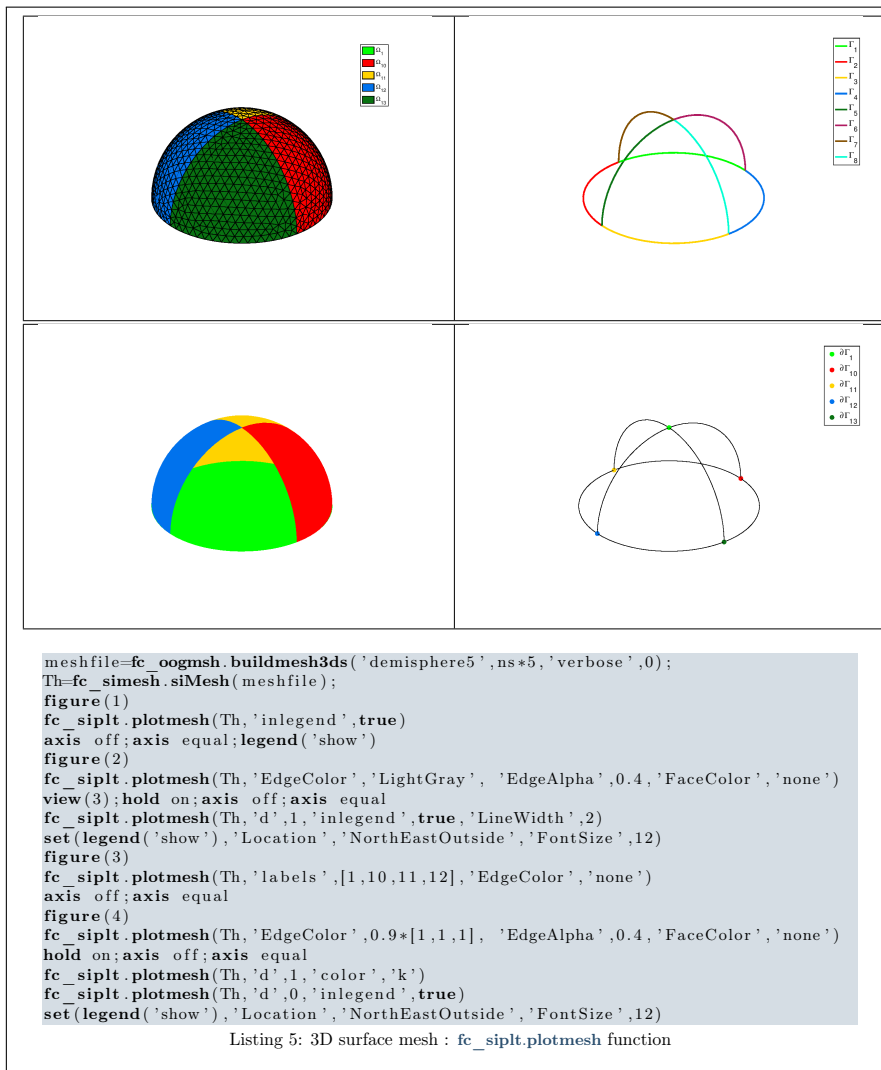 Ω1
Ω10
Ω11
Ω12
Ω13
Γ1
Γ2
Γ3
Γ4
Γ5
Γ6
Γ7
Γ8
∂Γ1
∂Γ10
∂Γ11
∂Γ12
∂Γ13
meshfile=fc_oogmsh.buildmesh3ds('demisphere5',ns*5,'verbose',0);
Th=fc_simesh.siMesh(meshfile);
figure(1)
fc_siplt.plotmesh(Th,'inlegend',true)
axis off;axis equal;legend('show')
figure(2)
fc_siplt.plotmesh(Th,'EdgeColor','LightGray', 'EdgeAlpha',0.4,'FaceColor','none')
view(3);hold on;axis off;axis equal
fc_siplt.plotmesh(Th,'d',1,'inlegend',true,'LineWidth',2)
set(legend('show'),'Location','NorthEastOutside','FontSize',12)
figure(3)
fc_siplt.plotmesh(Th,'labels',[1,10,11,12],'EdgeColor','none')
axis off;axis equal
figure(4)
fc_siplt.plotmesh(Th,'EdgeColor',0.9*[1,1,1], 'EdgeAlpha',0.4,'FaceColor','none')
hold on;axis off;axis equal
fc_siplt.plotmesh(Th,'d',1,'color','k')
fc_siplt.plotmesh(Th,'d',0,'inlegend',true)
set(legend('show'),'Location','NorthEastOutside','FontSize',12)
Listing 5: 3D surface mesh : fc_siplt.plotmesh function